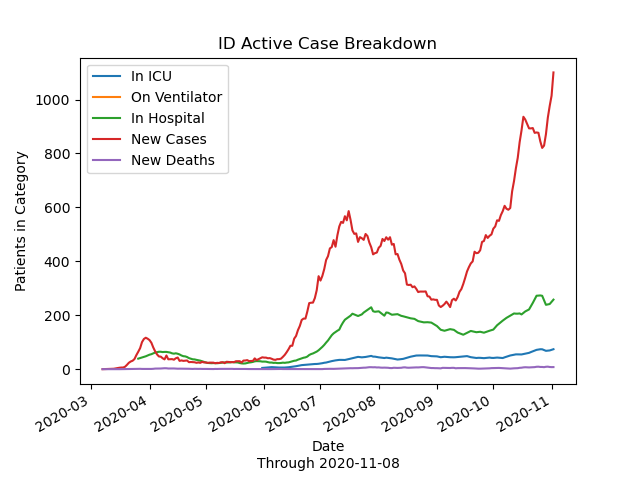 ID Active Case Breakdown
In ICU
On Ventilator
In Hospital
New Cases
New Deaths
Patients in Category
1000
800
600
400
200
0
2020-03
2020-04
2020-05
2020-06
2020-07
2020-08
2020-09
2020-10
2020-11
Date
Through 2020-11-08